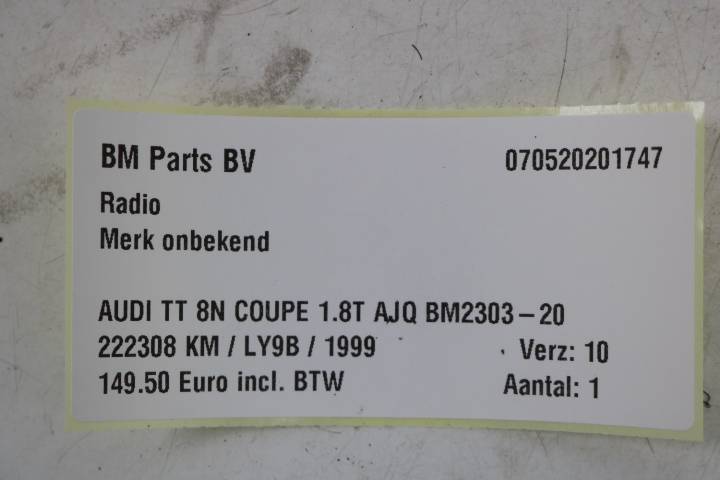 BM Parts BV 070520201747
Radio
Merk onbekend
AUDI TT 8N COUPE 1.8T AJQ BM2303-20
222308 KM / LY9B / 1999 Verz: 10
149.50 Euro incl. BTW Aantal: 1